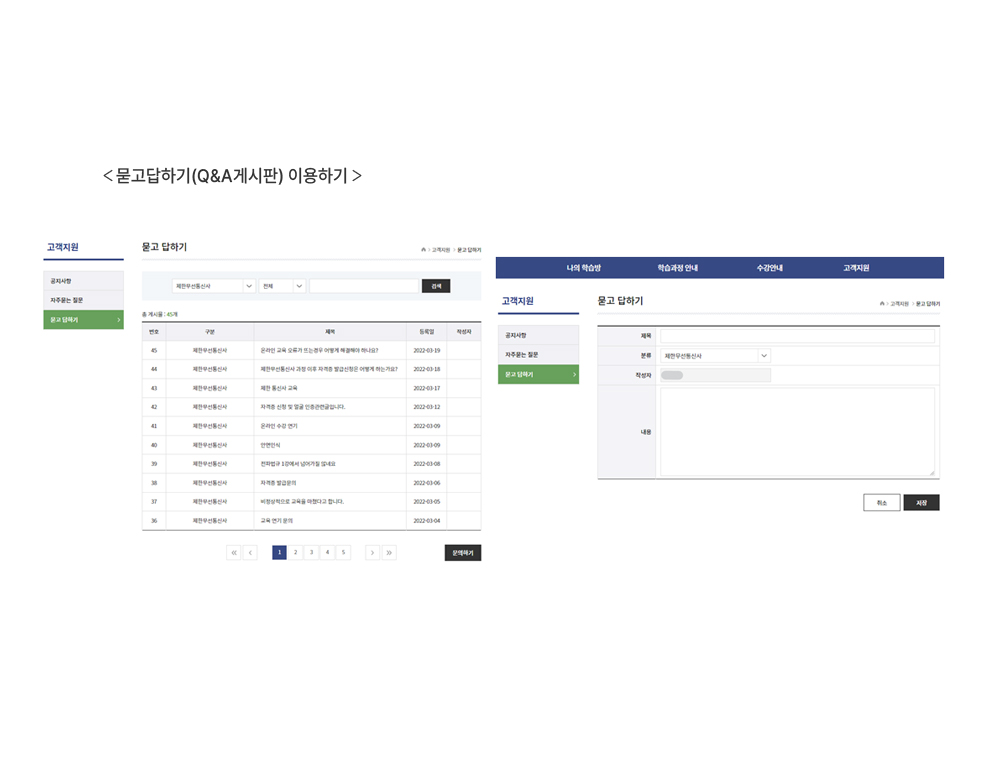 < 묻고답하기(Q&A게시판) 이용하기 >
고객지원
공지사항
자주묻는 질문
묻고 답하기 >
묻고 답하기
> 고객지원 > 묻고 답하기
제한무선통신사 전체 검색
총 게시물 : 45개
번호 구분 제목 등록일 작성자
45 제한무선통신사 온라인 교육 오류가 뜨는경우 어떻게 해결해야 하나요? 2022-03-19
44 제한무선통신사 제한무선통신사 과정 이후 자격증 발급신청은 어떻게 하는가요? 2022-03-18
43 제한무선통신사 제한 통신사 교육 2022-03-17
42 제한무선통신사 자격증 신청 및 얼굴 인증관련글입니다. 2022-03-12
41 제한무선통신사 온라인 수강 연기 2022-03-09
40 제한무선통신사 안면인식 2022-03-09
39 제한무선통신사 전파법규 1강에서 넘어가질 않네요 2022-03-08
38 제한무선통신사 자격증 발급문의 2022-03-06
37 제한무선통신사 비정상적으로 교육을 마쳤다고 합니다. 2022-03-05
36 제한무선통신사 교육 연기 문의 2022-03-04
« ‹ 1 2 3 4 5 › »
문의하기
나의 학습방 학습과정 안내 수강안내 고객지원
고객지원
공지사항
자주묻는 질문
묻고 답하기 >
묻고 답하기
> 고객지원 > 묻고 답하기
제목
분류 제한무선통신사
작성자
내용
취소 저장